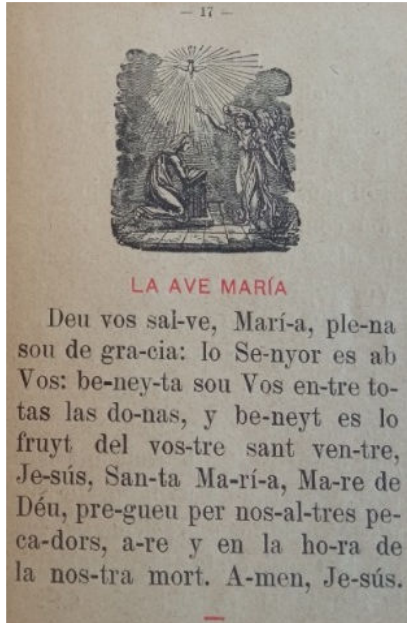 — 17 —
LA AVE MARÍA
Deu vos sal-ve, Marí-a, ple-na
sou de gra-cia: lo Se-nyor es ab
Vos: be-ney-ta sou Vos en-tre to-
tas las do-nas, y be-neyt es lo
fruyt del vos-tre sant ven-tre,
Je-sús, San-ta Ma-rí-a, Ma-re de
Déu, pre-gueu per nos-al-tres pe-
ca-dors, a-re y en la ho-ra de
la nos-tra mort. A-men, Je-sús.